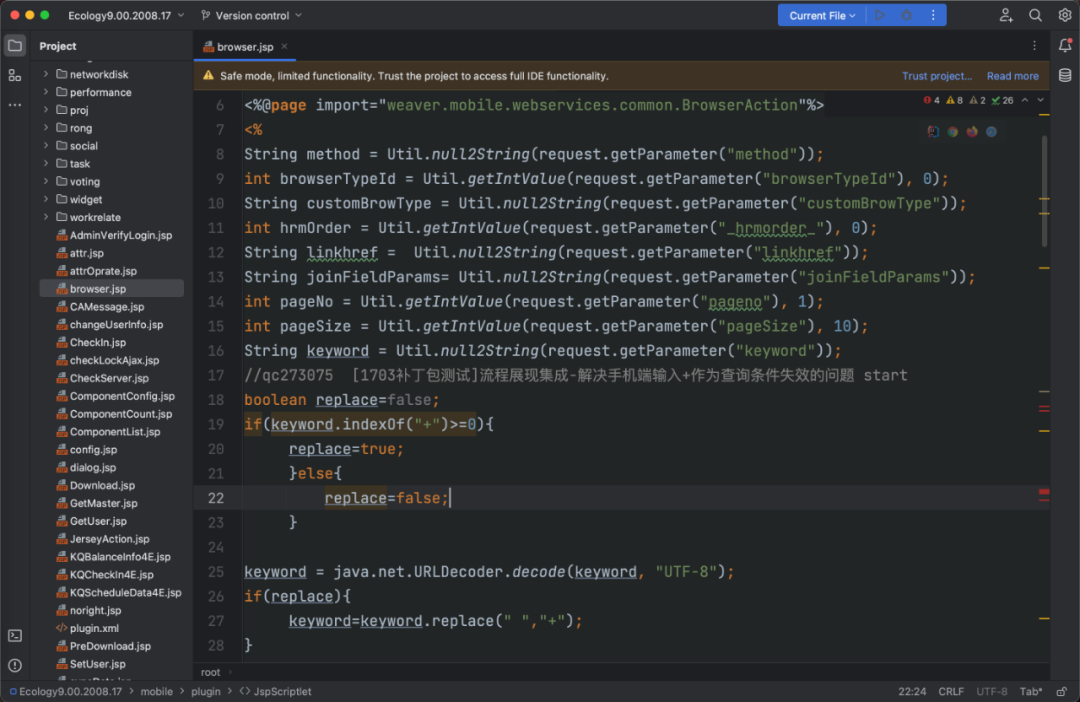 Ecology9.00.2008.17
Version control
Current File
Project
browser.jsp
Safe mode, limited functionality. Trust the project to access full IDE functionality.
Trust project...
Read more
networkdisk
performance
proj
rong
social
task
voting
widget
workrelate
AdminVerifyLogin.jsp
attr.jsp
attrOprate.jsp
browser.jsp
CAMessage.jsp
changeUserInfo.jsp
CheckIn.jsp
checkLockAjax.jsp
CheckServer.jsp
ComponentConfig.jsp
ComponentCount.jsp
ComponentList.jsp
config.jsp
dialog.jsp
Download.jsp
GetMaster.jsp
GetUser.jsp
JerseyAction.jsp
KQBalanceInfo4E.jsp
KQCheckIn4E.jsp
KQScheduleData4E.jsp
noright.jsp
plugin.xml
PreDownload.jsp
SetUser.jsp
4 8 2 26
6 <%@page import="weaver.mobile.webservices.common.BrowserAction"%>
7 <%
8 String method = Util.null2String(request.getParameter("method"));
9 int browserTypeId = Util.getIntValue(request.getParameter("browserTypeId"), 0);
10 String customBrowType = Util.null2String(request.getParameter("customBrowType"));
11 int hrmOrder = Util.getIntValue(request.getParameter("_hrmorder_"), 0);
12 String linkhref =  Util.null2String(request.getParameter("linkhref"));
13 String joinFieldParams= Util.null2String(request.getParameter("joinFieldParams"));
14 int pageNo = Util.getIntValue(request.getParameter("pageno"), 1);
15 int pageSize = Util.getIntValue(request.getParameter("pageSize"), 10);
16 String keyword = Util.null2String(request.getParameter("keyword"));
17 //qc273075  [1703补丁包测试]流程展现集成-解决手机端输入+作为查询条件失效的问题 start
18 boolean replace=false;
19 if(keyword.indexOf("+")>=0){
20 replace=true;
21 }else{
22 replace=false;
23 }
24
25 keyword = java.net.URLDecoder.decode(keyword, "UTF-8");
26 if(replace){
27 keyword=keyword.replace(" ","+");
28 }
root
Ecology9.00.2008.17 > mobile > plugin > JspScriptlet
22:24 CRLF UTF-8 Tab*